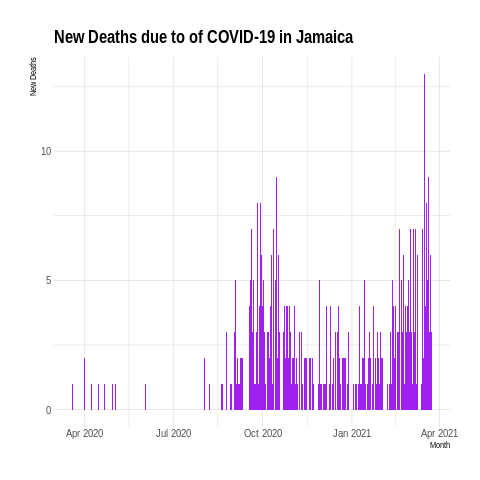 New Deaths due to of COVID-19 in Jamaica
New Deaths
10
5
0
Apr 2020 Jul 2020 Oct 2020 Jan 2021 Apr 2021
Month